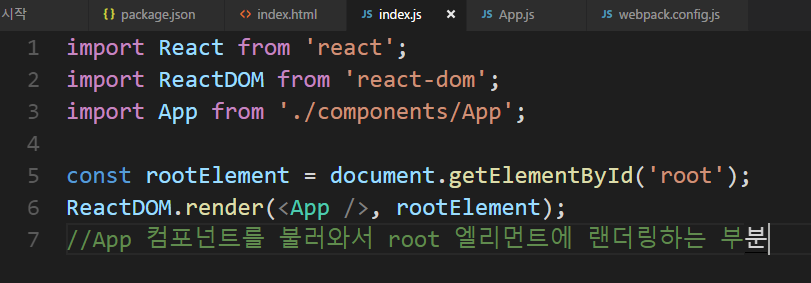 시작 package.json index.html index.js App.js webpack.config.js
1 import React from 'react';
2 import ReactDOM from 'react-dom';
3 import App from './components/App';
4
5 const rootElement = document.getElementById('root');
6 ReactDOM.render(<App />, rootElement);
7 //App 컴포넌트를 불러와서 root 엘리먼트에 랜더링하는 부분